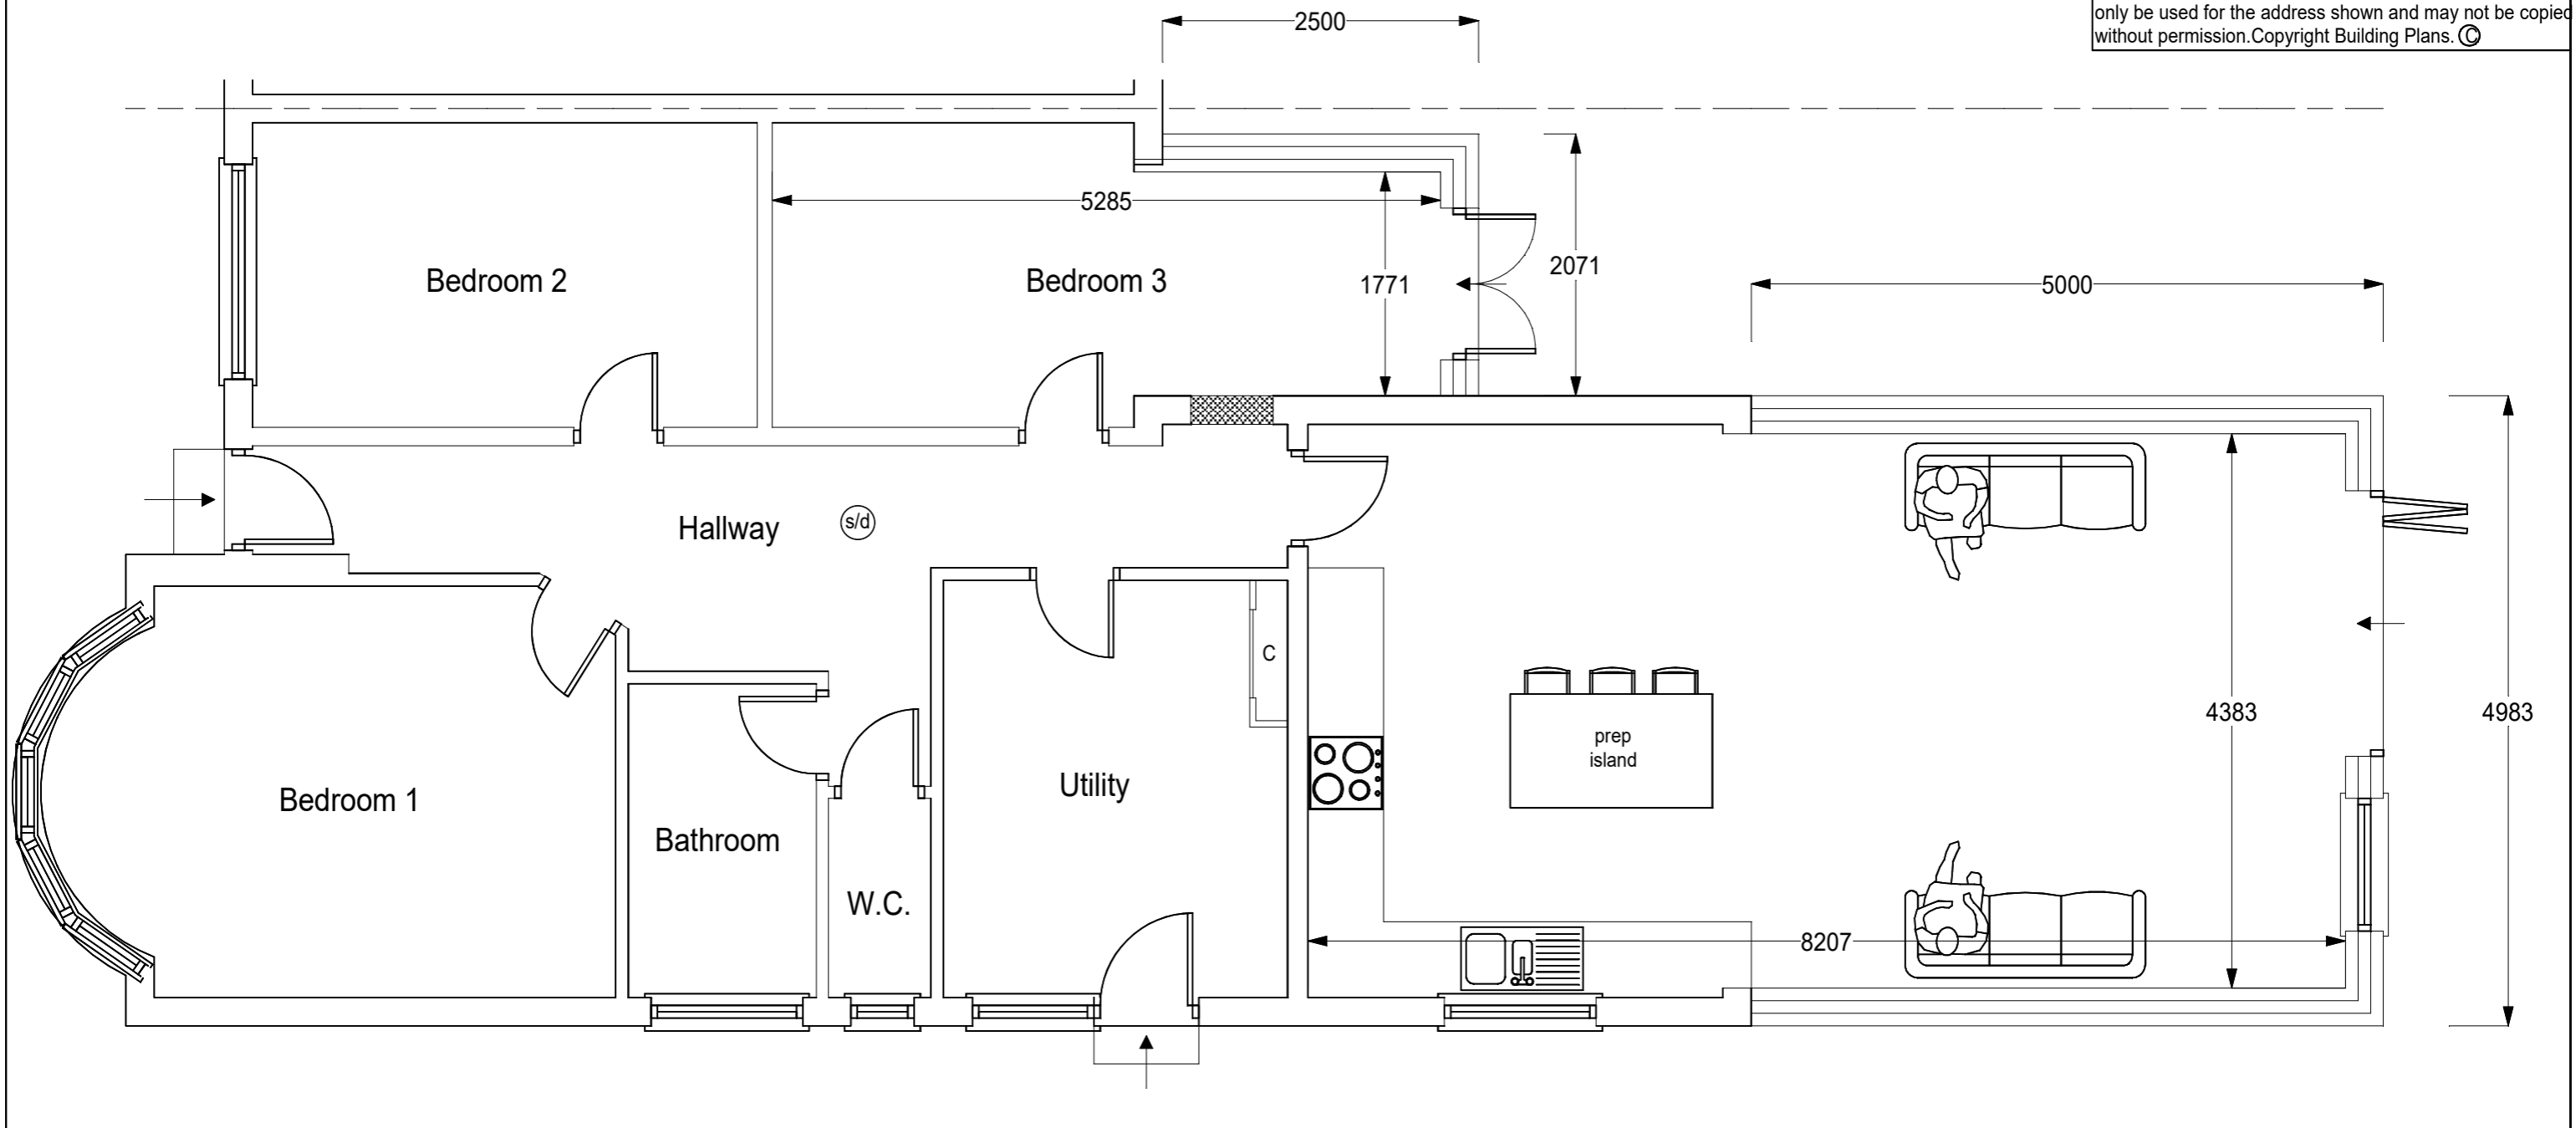 only be used for the address shown and may not be copied
without permission.Copyright Building Plans. ©
2500
5285
Bedroom 2
Bedroom 3
1771
2071
5000
Hallway
s/d
C
4383
4983
prep
island
Bedroom 1
Utility
Bathroom
W.C.
8207